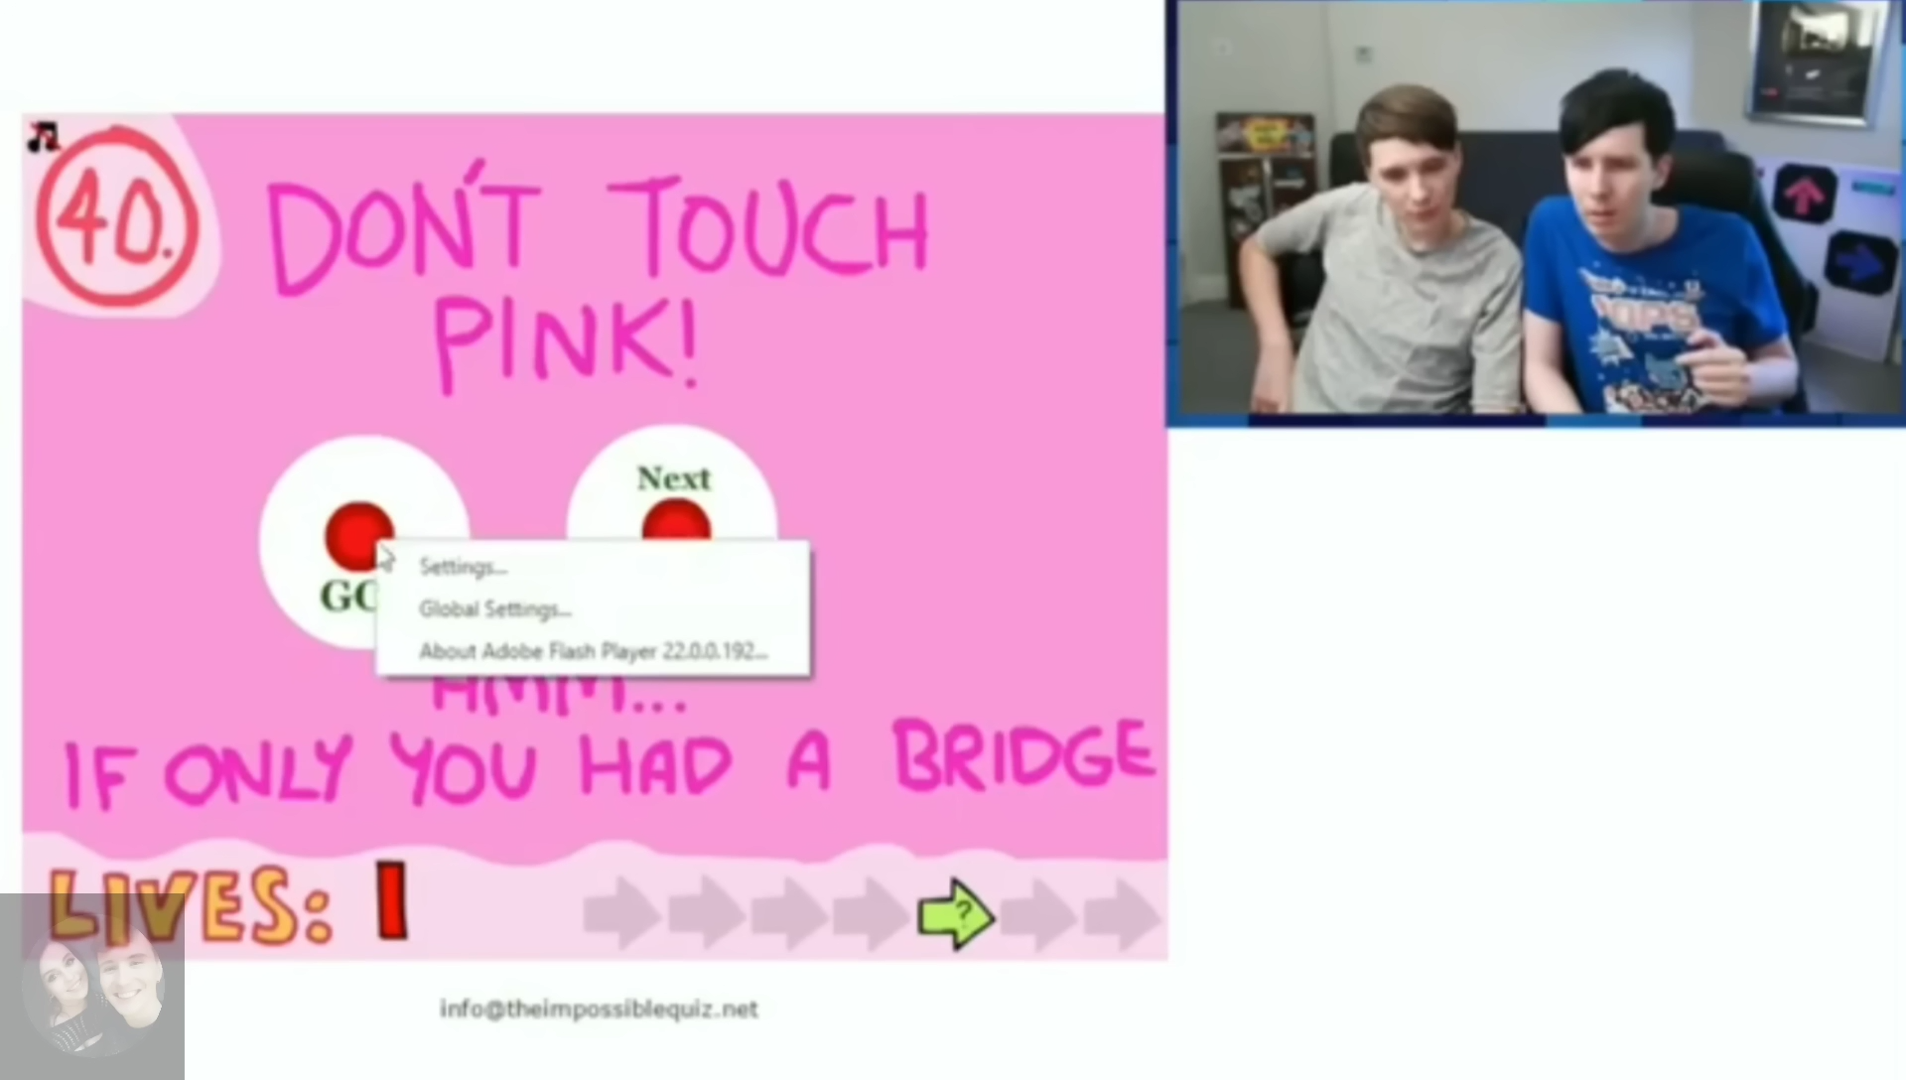 40.
DON'T TOUCH
PINK!
Next
GO
Settings...
Global Settings...
About Adobe Flash Player 22.0.0.192...
HMM...
IF ONLY YOU HAD A BRIDGE
LIVES: 1
?
info@theimpossiblequiz.net